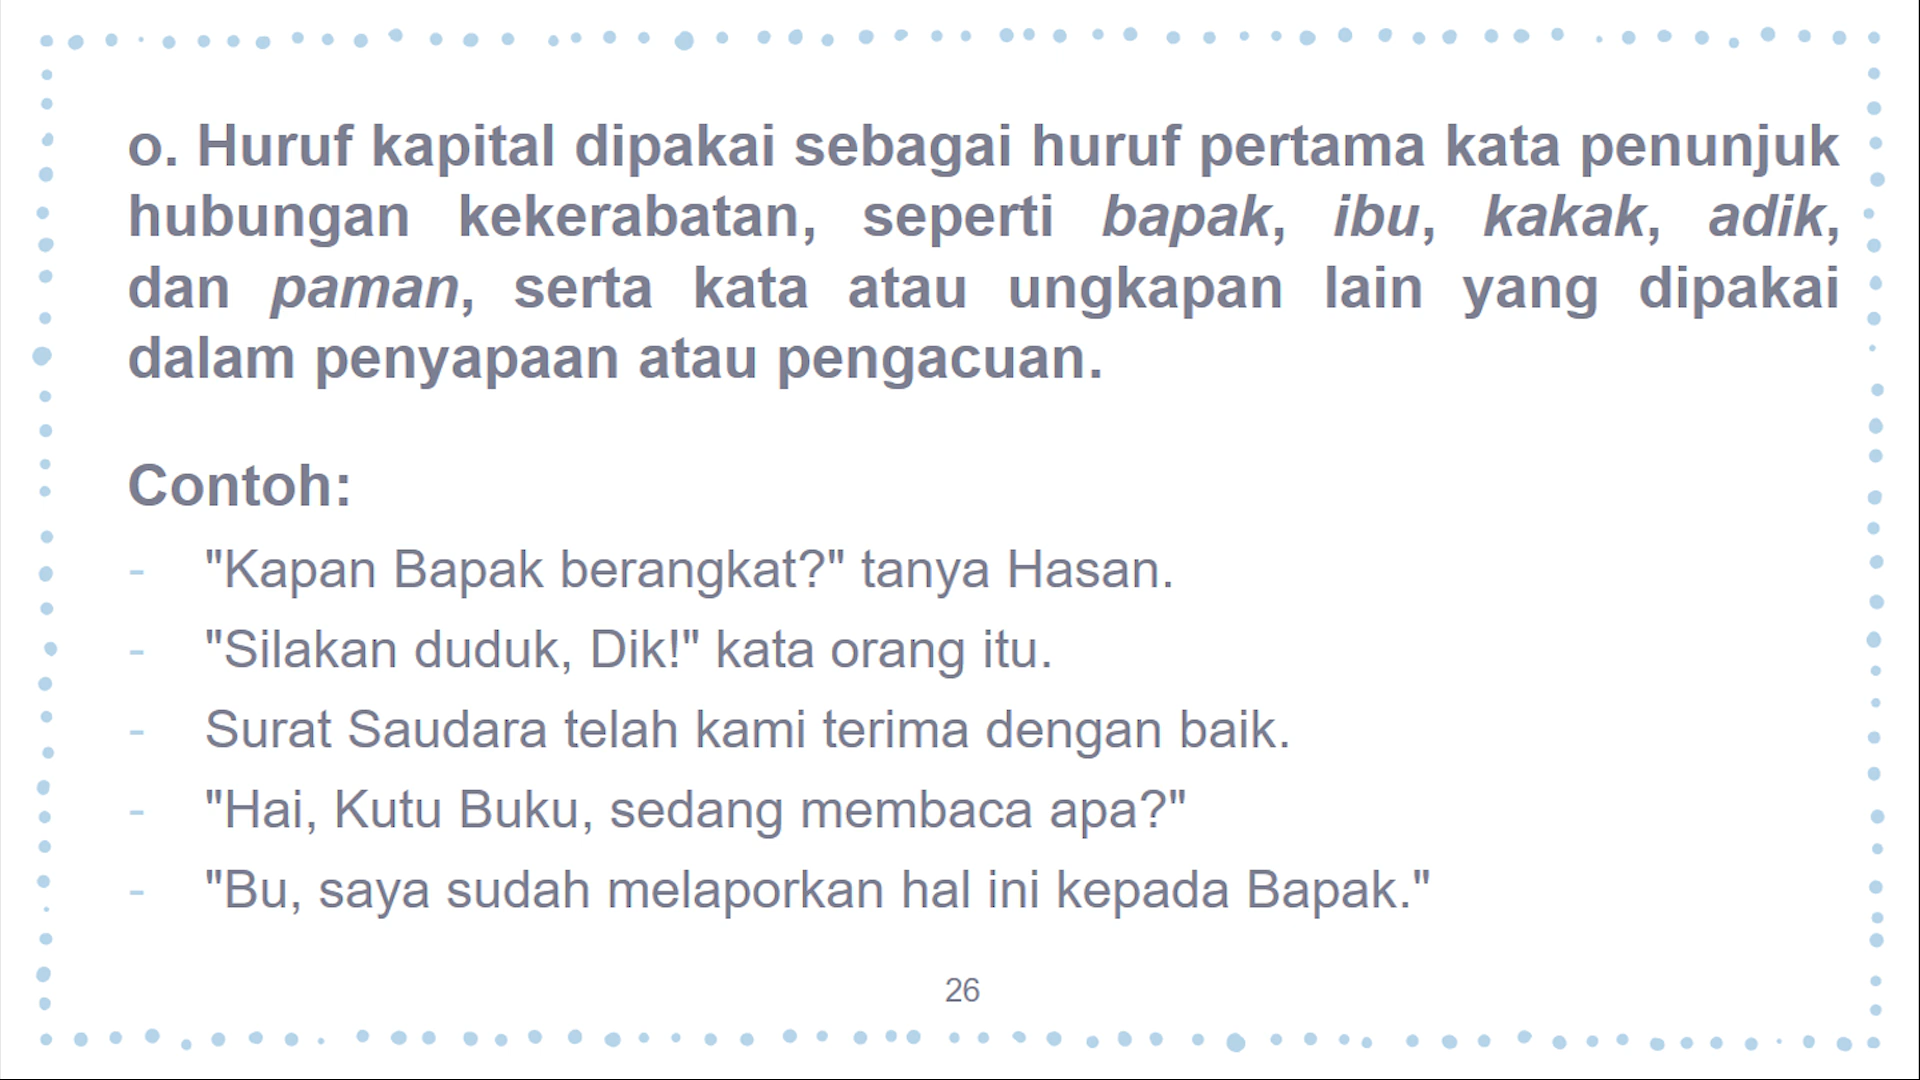 o. Huruf kapital dipakai sebagai huruf pertama kata penunjuk
hubungan kekerabatan, seperti bapak, ibu, kakak, adik,
dan paman, serta kata atau ungkapan lain yang dipakai
dalam penyapaan atau pengacuan.
Contoh:
- "Kapan Bapak berangkat?" tanya Hasan.
- "Silakan duduk, Dik!" kata orang itu.
- Surat Saudara telah kami terima dengan baik.
- "Hai, Kutu Buku, sedang membaca apa?"
- "Bu, saya sudah melaporkan hal ini kepada Bapak."
26